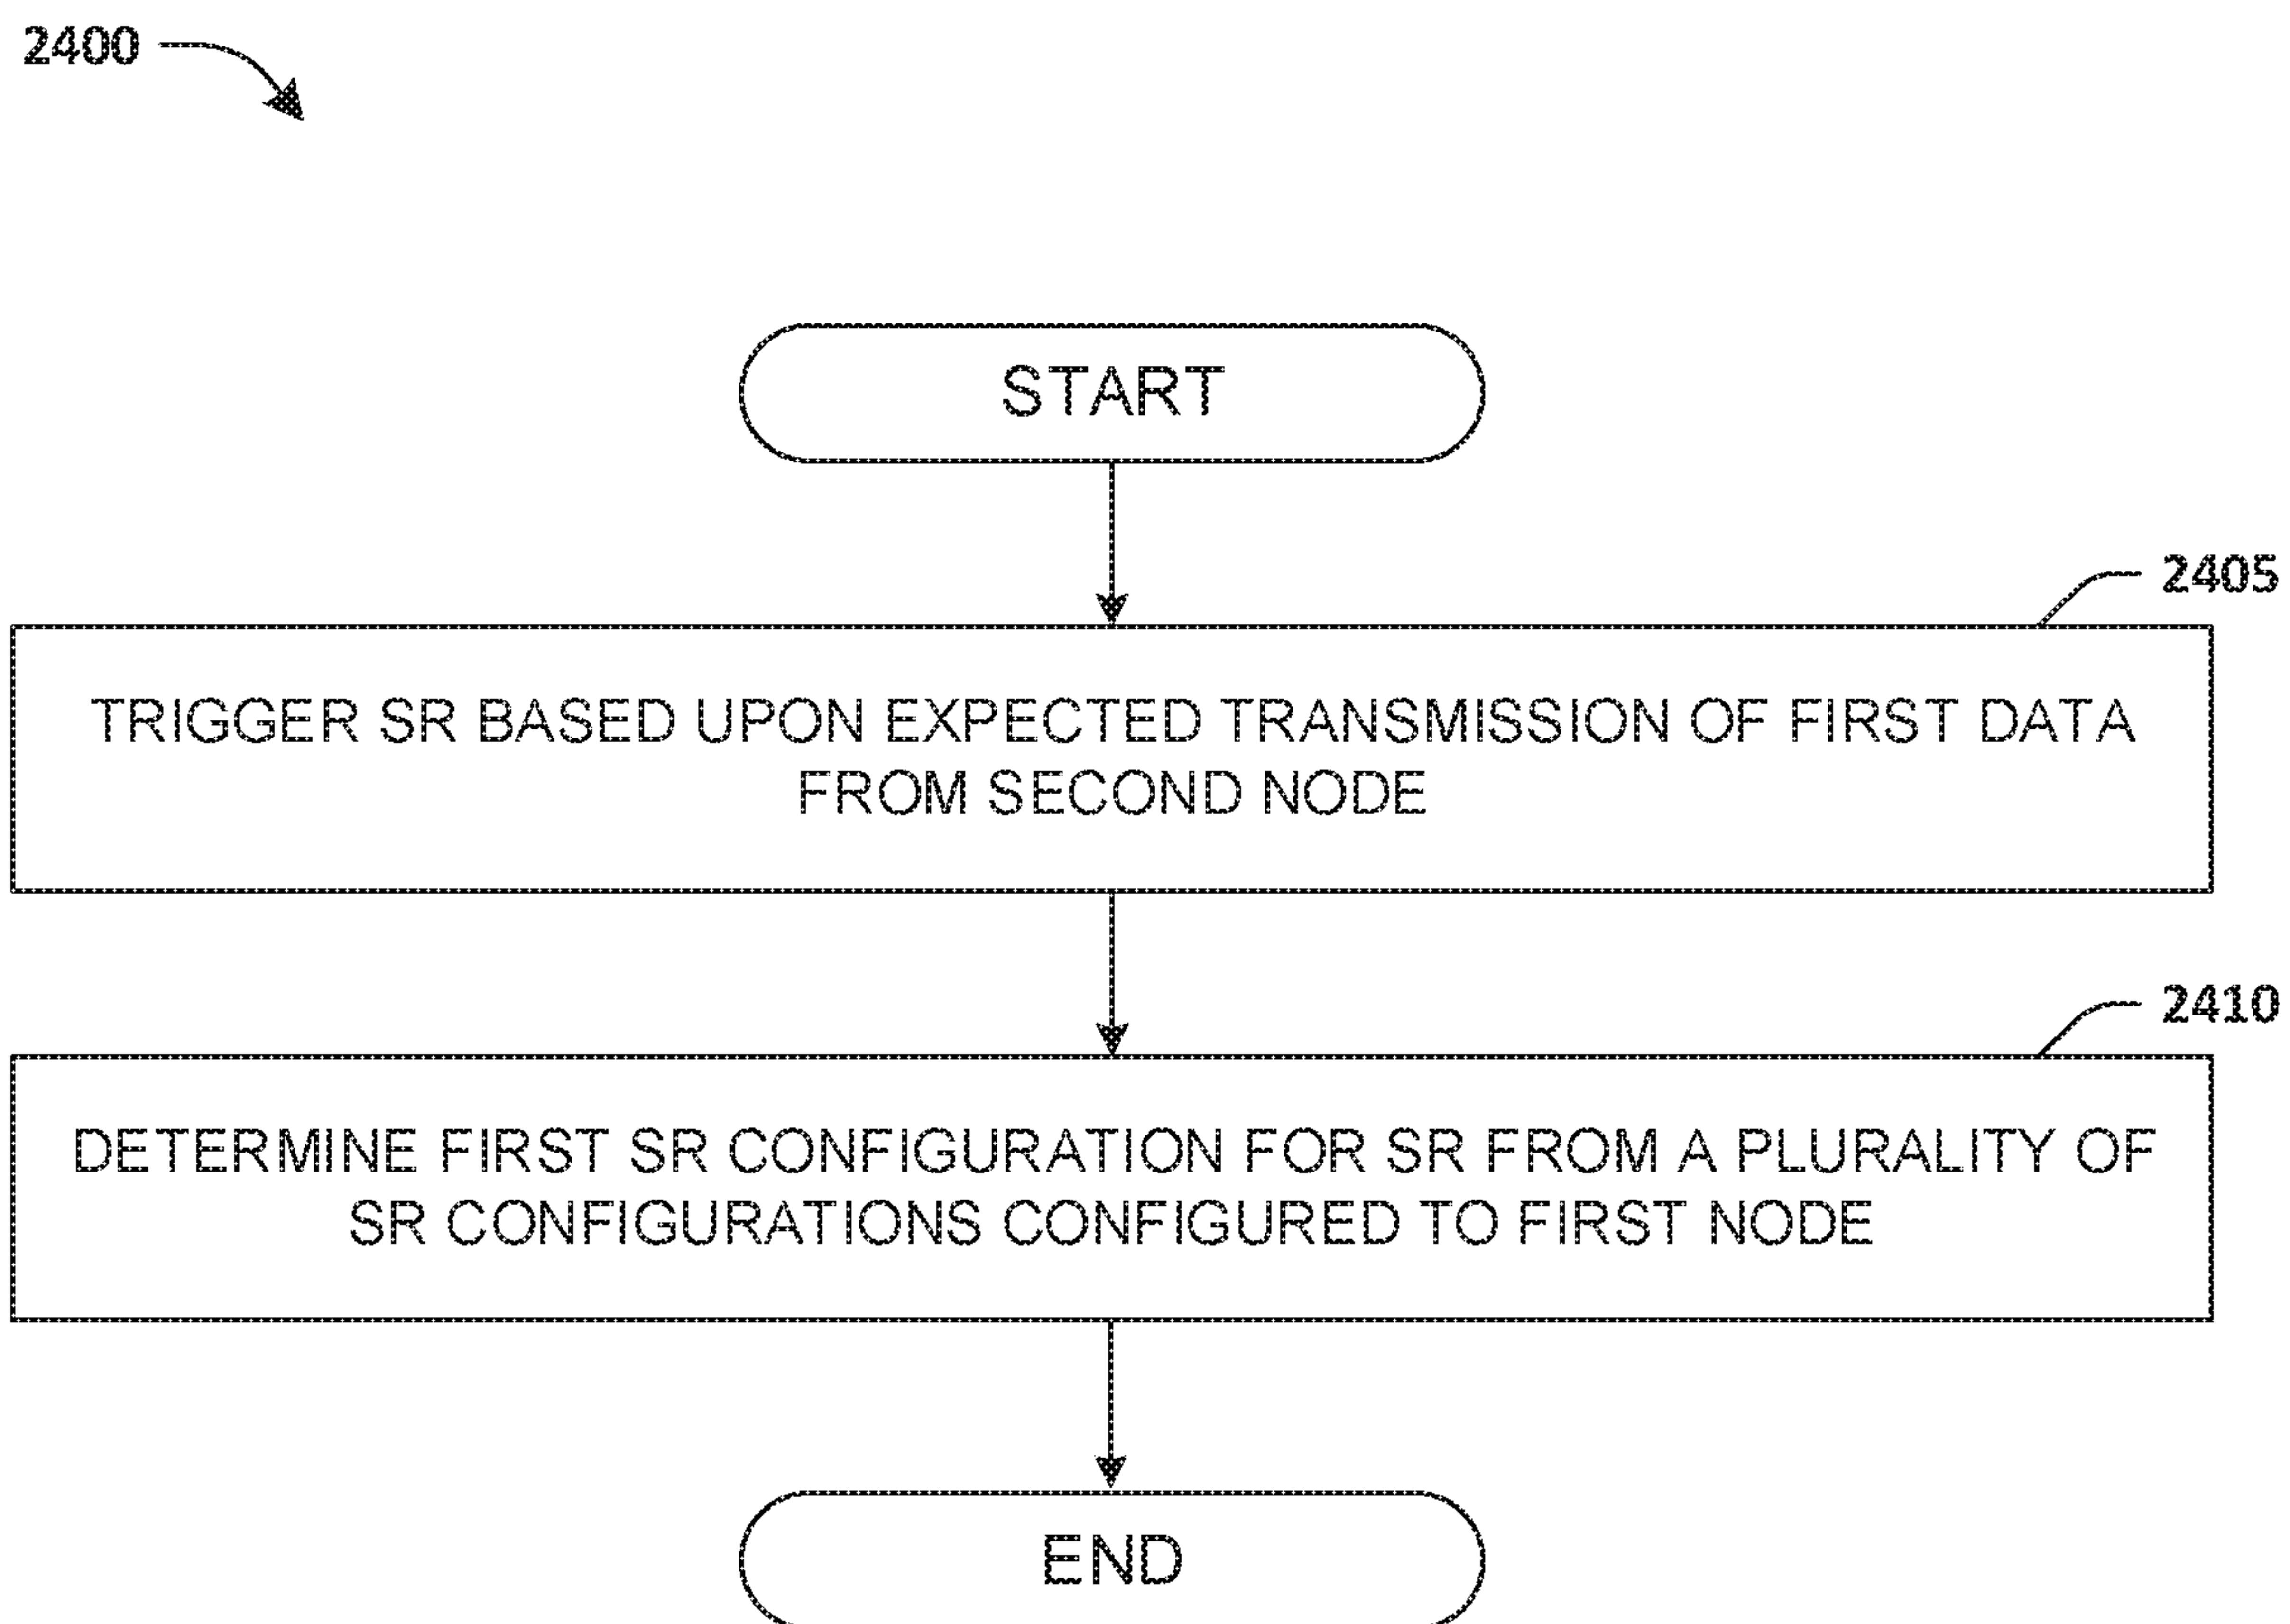 2400
START
2405
TRIGGER SR BASED UPON EXPECTED TRANSMISSION OF FIRST DATA
FROM SECOND NODE
2410
DETERMINE FIRST SR CONFIGURATION FOR SR FROM A PLURALITY OF
SR CONFIGURATIONS CONFIGURED TO FIRST NODE
END